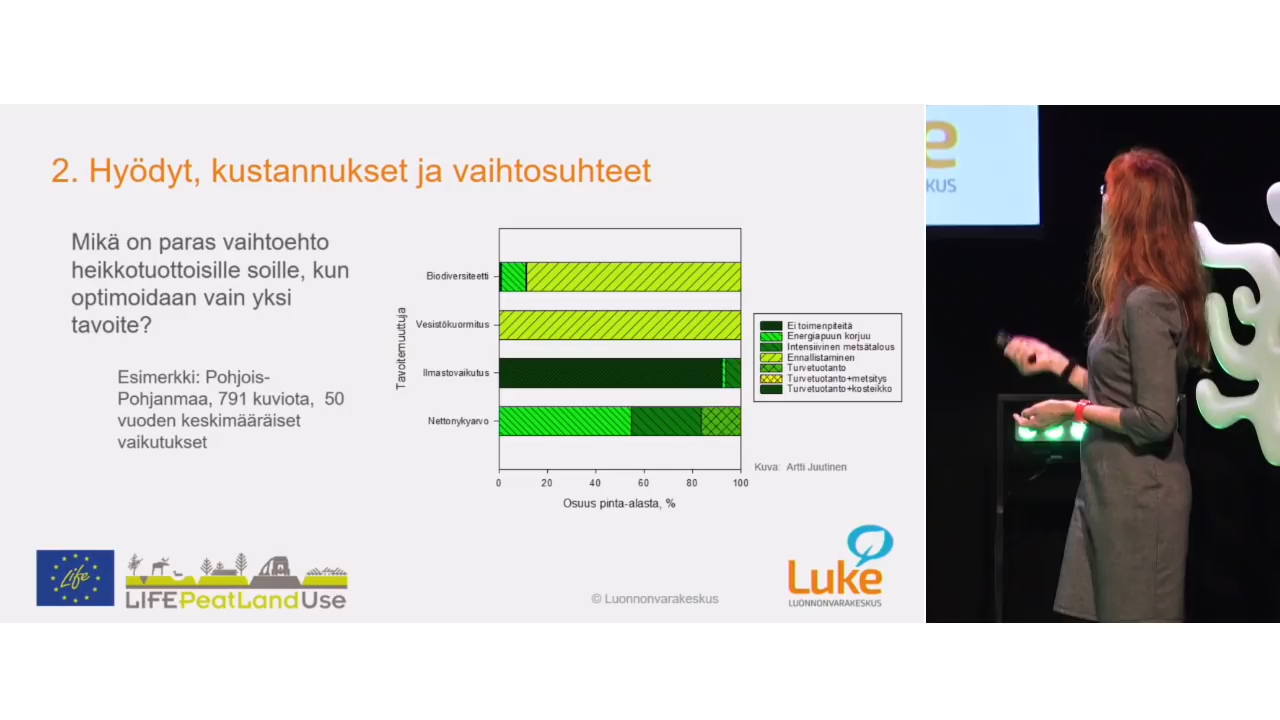 2. Hyödyt, kustannukset ja vaihtosuhteet
Mikä on paras vaihtoehto
heikkotuottoisille soille, kun
optimoidaan vain yksi
tavoite?
Esimerkki: Pohjois-
Pohjanmaa, 791 kuviota, 50
vuoden keskimääräiset
vaikutukset
Tavoitemuuttuja
Biodiversiteetti
Vesistökuormitus
Ilmastovaikutus
Nettonykyarvo
0 20 40 60 80 100
Osuus pinta-alasta, %
Ei toimenpiteitä
Energiapuun korjuu
Intensiivinen metsätalous
Ennallistaminen
Turvetuotanto
Turvetuotanto+metsitys
Turvetuotanto+kosteikko
Kuva: Artti Juutinen
Life
LIFEPeatLandUse
© Luonnonvarakeskus
Luke
LUONNONVARAKESKUS
e
KUS